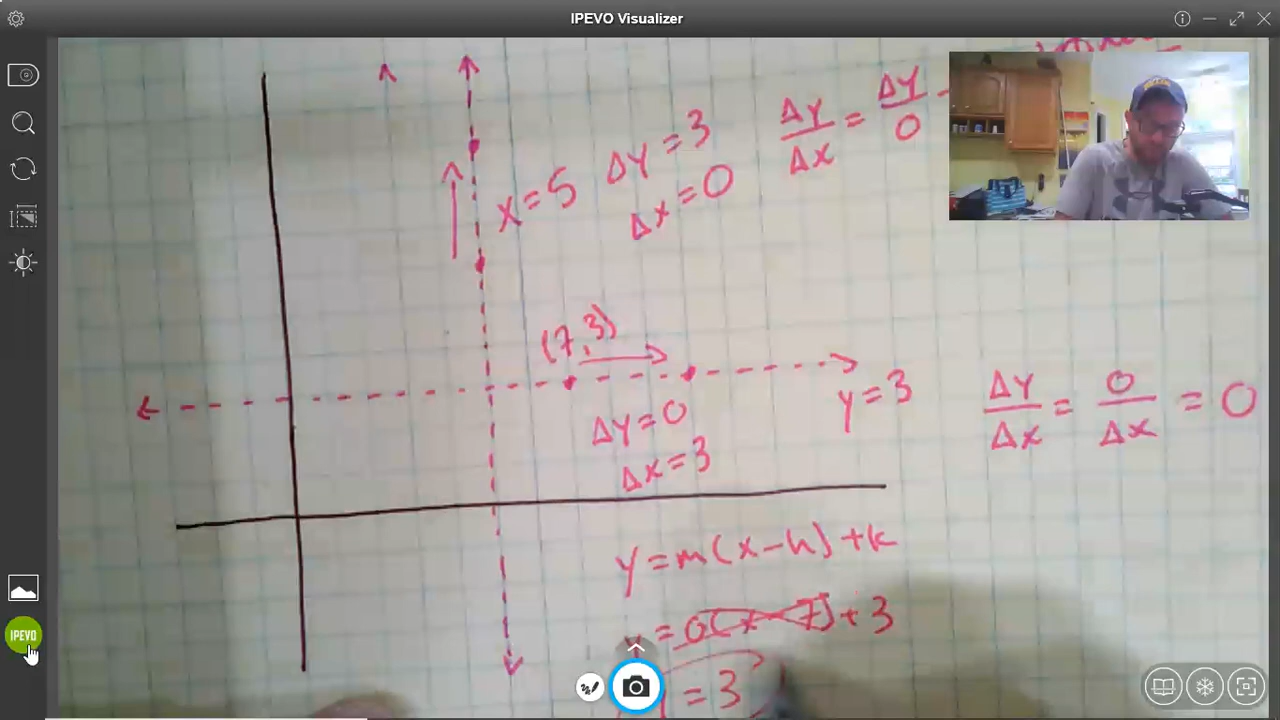 IPEVO Visualizer
x=5
Δy=3
Δx=0
Δy/Δx = Δy/0
(7,3)
y=3
Δy=0
Δx=3
Δy/Δx = 0/Δx = 0
y=m(x-h)+k
y=0(x-7)+3
= 3
IPEVO